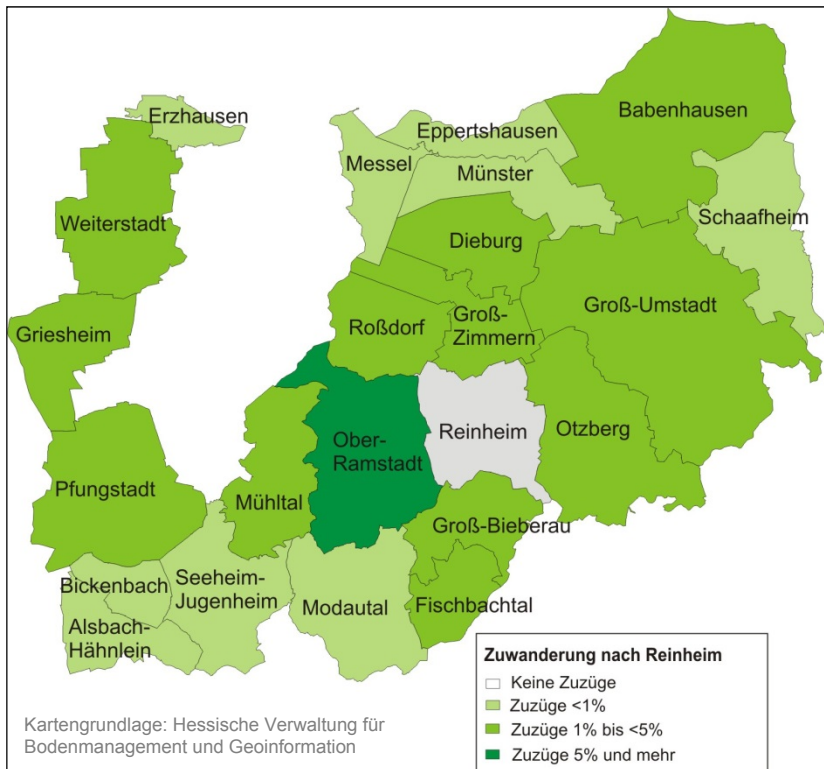 Erzhausen
Eppertshausen
Babenhausen
Messel
Münster
Schaafheim
Weiterstadt
Dieburg
Groß-Umstadt
Griesheim
Roßdorf
Groß-
Zimmern
Reinheim
Otzberg
Ober-
Ramstadt
Pfungstadt
Mühltal
Groß-Bieberau
Bickenbach
Seeheim-
Jugenheim
Modautal
Fischbachtal
Alsbach-
Hähnlein
Zuwanderung nach Reinheim
Keine Zuzüge
Zuzüge <1%
Zuzüge 1% bis <5%
Zuzüge 5% und mehr
Kartengrundlage: Hessische Verwaltung für
Bodenmanagement und Geoinformation